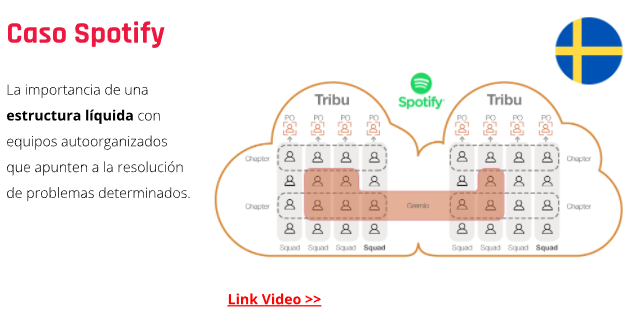 Caso Spotify
La importancia de una
estructura líquida con
equipos autoorganizados
que apunten a la resolución
de problemas determinados.
Spotify
Tribu
Tribu
PO PO PO PO
PO PO PO PO
Chapter
Chapter
Chapter
Gremio
Chapter
Squad Squad Squad Squad
Squad Squad Squad Squad
Link Video >>